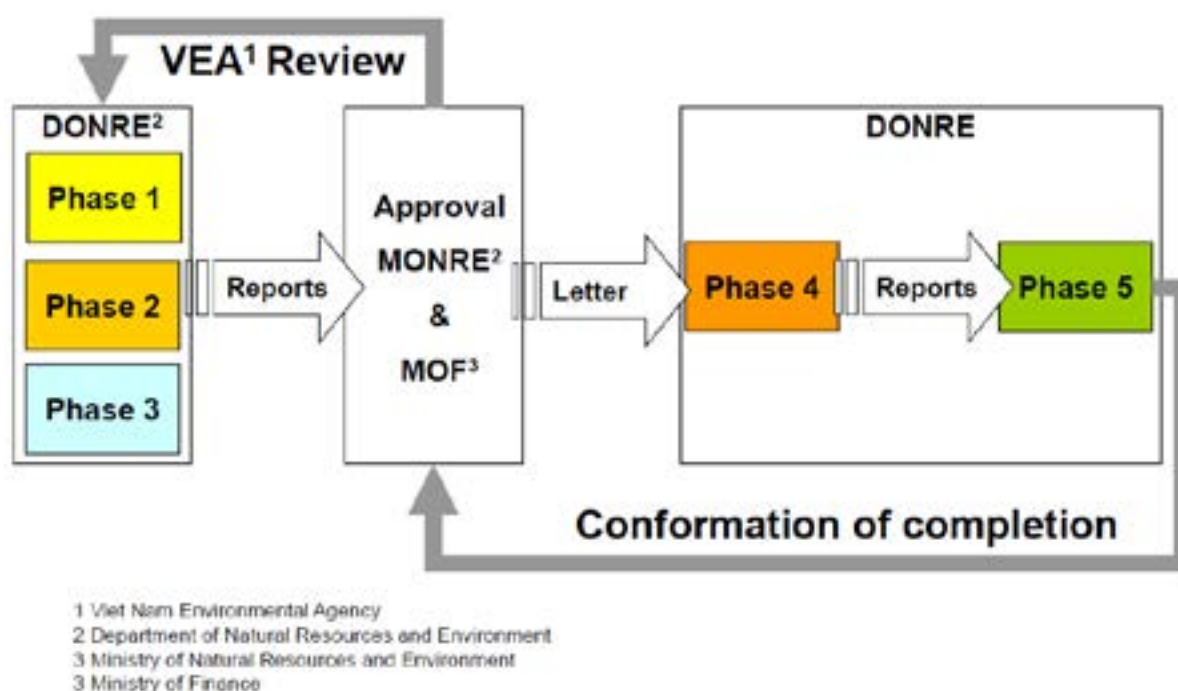 VEA¹ Review
DONRE²
Phase 1
Phase 2
Phase 3
Reports
Approval
MONRE²
&
MOF³
Letter
DONRE
Phase 4
Reports
Phase 5
Conformation of completion
1 Viet Nam Environmental Agency
2 Department of Natural Resources and Environment
3 Ministry of Natural Resources and Environment
3 Ministry of Finance